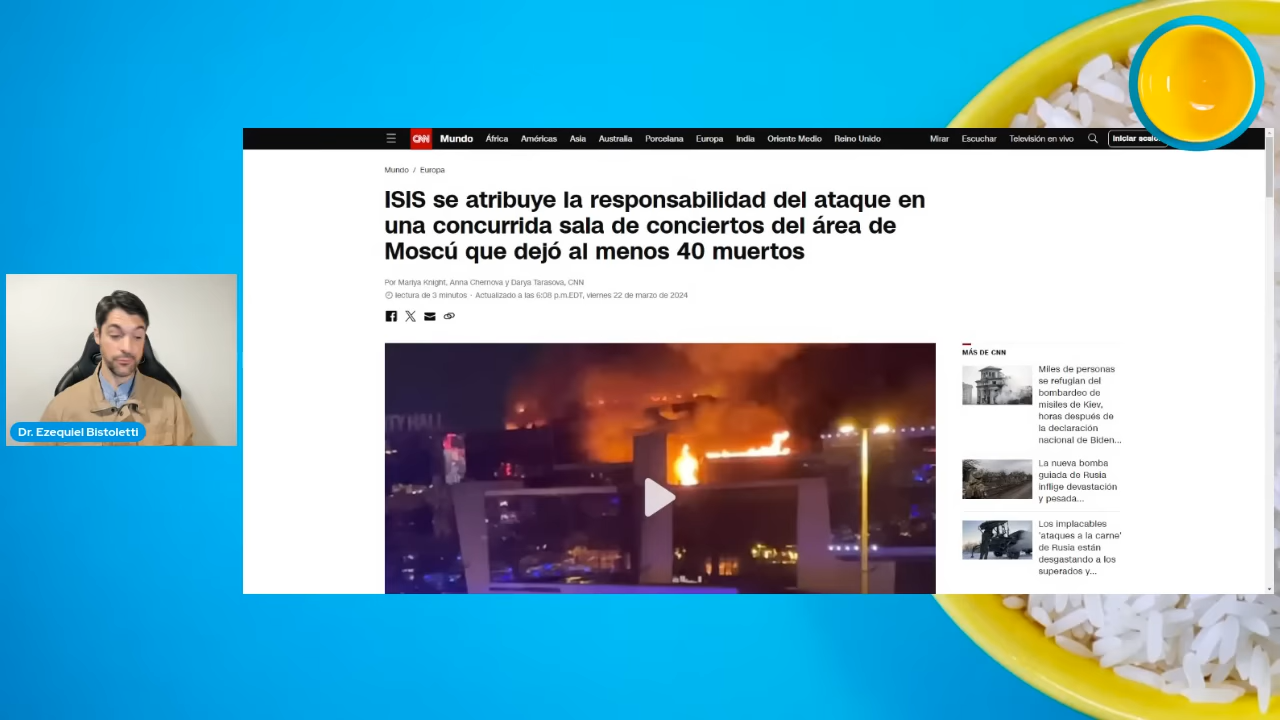 CNN Mundo África Américas Asia Australia Porcelana Europa India Oriente Medio Reino Unido Mirar Escuchar Televisión en vivo
Mundo / Europa
ISIS se atribuye la responsabilidad del ataque en
una concurrida sala de conciertos del área de
Moscú que dejó al menos 40 muertos
Por Mariya Knight, Anna Chernova y Darya Tarasova, CNN
lectura de 3 minutos · Actualizado a las 6:08 p.m.EDT, viernes 22 de marzo de 2024
MÁS DE CNN
Miles de personas
se refugian del
bombardeo de
misiles de Kiev,
horas después de
la declaración
nacional de Biden...
La nueva bomba
guiada de Rusia
inflige devastación
y pesada...
Los implacables
'ataques a la carne'
de Rusia están
desgastando a los
superados y...
HALL
Dr. Ezequiel Bistoletti